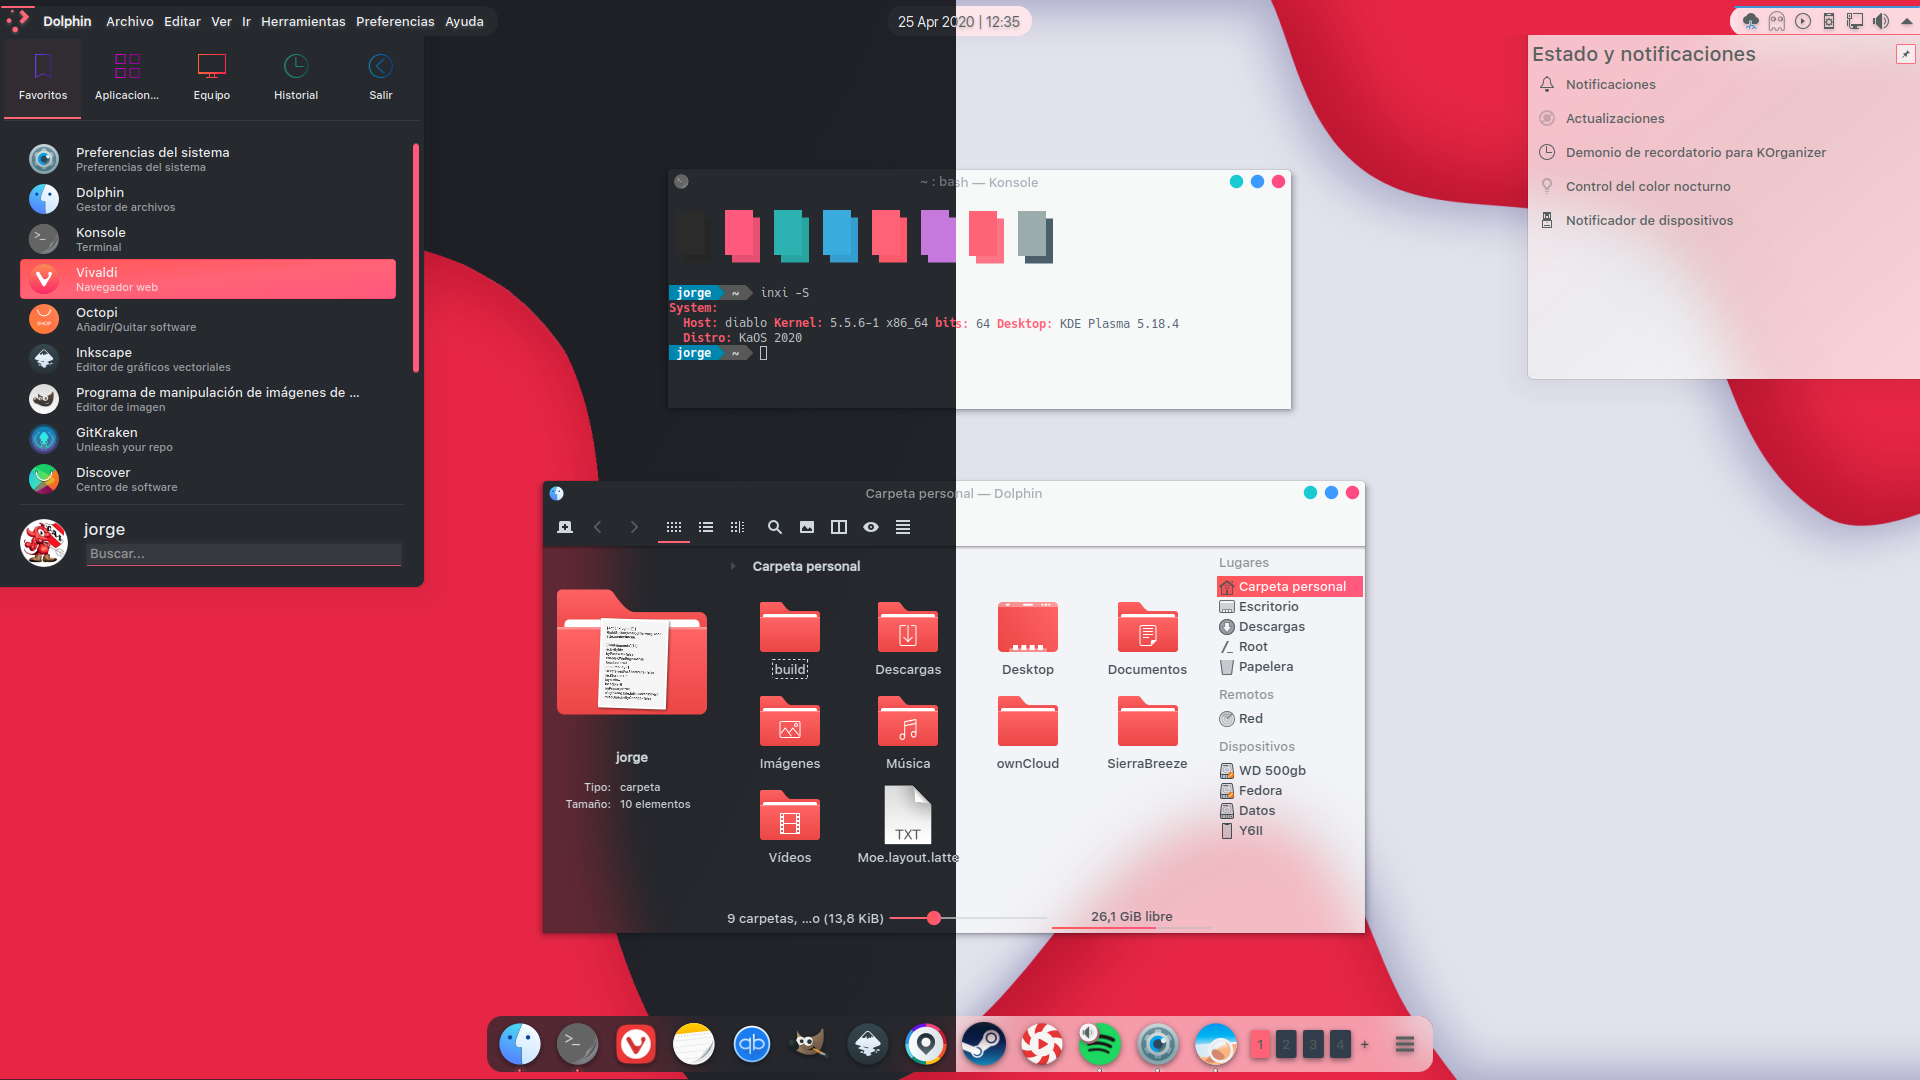 Dolphin Archivo Editar Ver Ir Herramientas Preferencias Ayuda
25 Apr 2020 | 12:35
Favoritos
Aplicacion...
Equipo
Historial
Salir
Preferencias del sistema
Preferencias del sistema
Dolphin
Gestor de archivos
Konsole
Terminal
Vivaldi
Navegador web
Octopi
Añadir/Quitar software
Inkscape
Editor de gráficos vectoriales
Programa de manipulación de imágenes de ...
Editor de imagen
GitKraken
Unleash your repo
Discover
Centro de software
jorge
Buscar...
~ : bash — Konsole
jorge ~ inxi -S
System:
Host: diablo Kernel: 5.5.6-1 x86_64 bits: 64 Desktop: KDE Plasma 5.18.4
Distro: KaOS 2020
jorge ~
Estado y notificaciones
Notificaciones
Actualizaciones
Demonio de recordatorio para KOrganizer
Control del color nocturno
Notificador de dispositivos
Carpeta personal — Dolphin
Carpeta personal
jorge
Tipo: carpeta
Tamaño: 10 elementos
build
Descargas
Desktop
Documentos
Imágenes
Música
ownCloud
SierraBreeze
Vídeos
TXT
Moe.layout.latte
Lugares
Carpeta personal
Escritorio
Descargas
Root
Papelera
Remotos
Red
Dispositivos
WD 500gb
Fedora
Datos
Y6II
9 carpetas, ...o (13,8 KiB)
26,1 GiB libre
qb
1 2 3 4 +